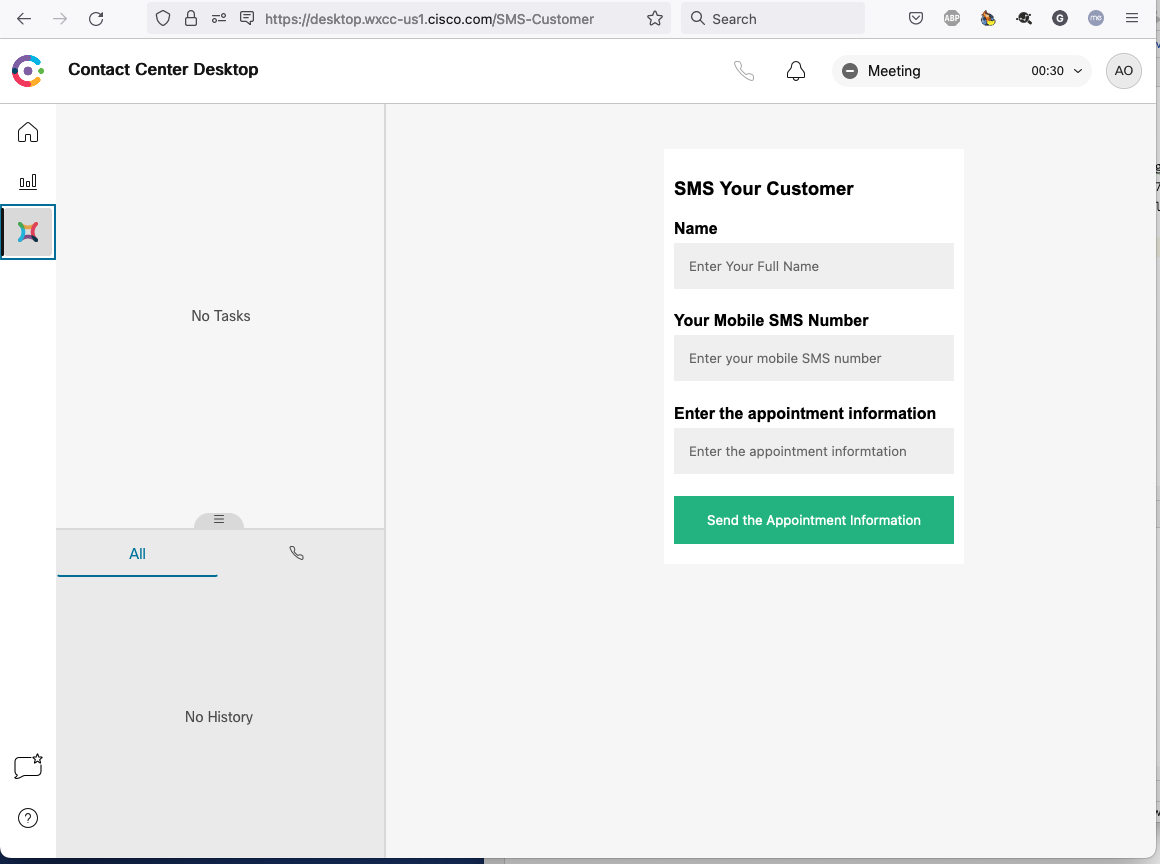 https://desktop.wxcc-us1.cisco.com/SMS-Customer
Search
ABP
G
me
Contact Center Desktop
Meeting
00:30
AO
No Tasks
SMS Your Customer
Name
Enter Your Full Name
Your Mobile SMS Number
Enter your mobile SMS number
Enter the appointment information
Enter the appointment informtation
Send the Appointment Information
All
No History
?